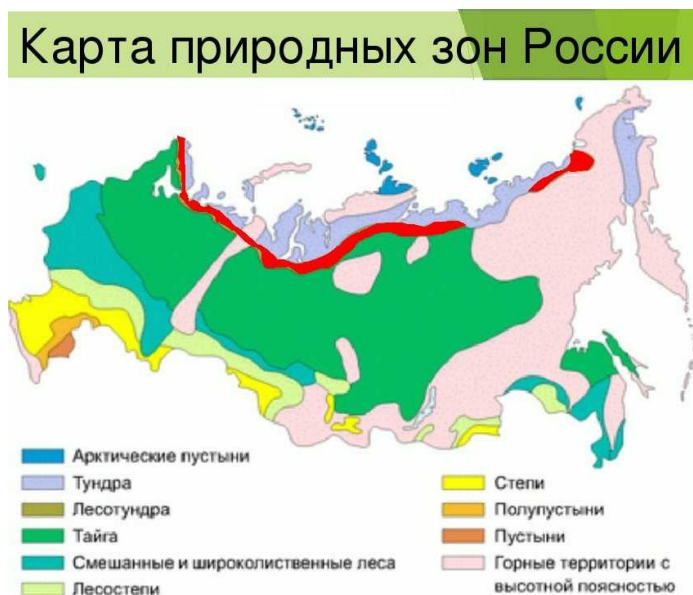 Карта природных зон России
Арктические пустыни
Тундра
Лесотундра
Тайга
Смешанные и широколиственные леса
Лесостепи
Степи
Полупустыни
Пустыни
Горные территории с
высотной поясностью